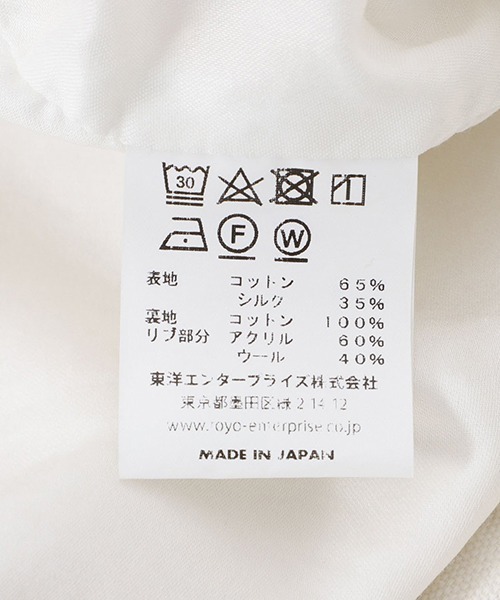 30
F W
表地 コットン 65%
シルク 35%
裏地 コットン 100%
リブ部分 アクリル 60%
ウール 40%
東洋エンタープライズ株式会社
東京都墨田区緑2-14-12
www.toyo-enterprise.co.jp
MADE IN JAPAN